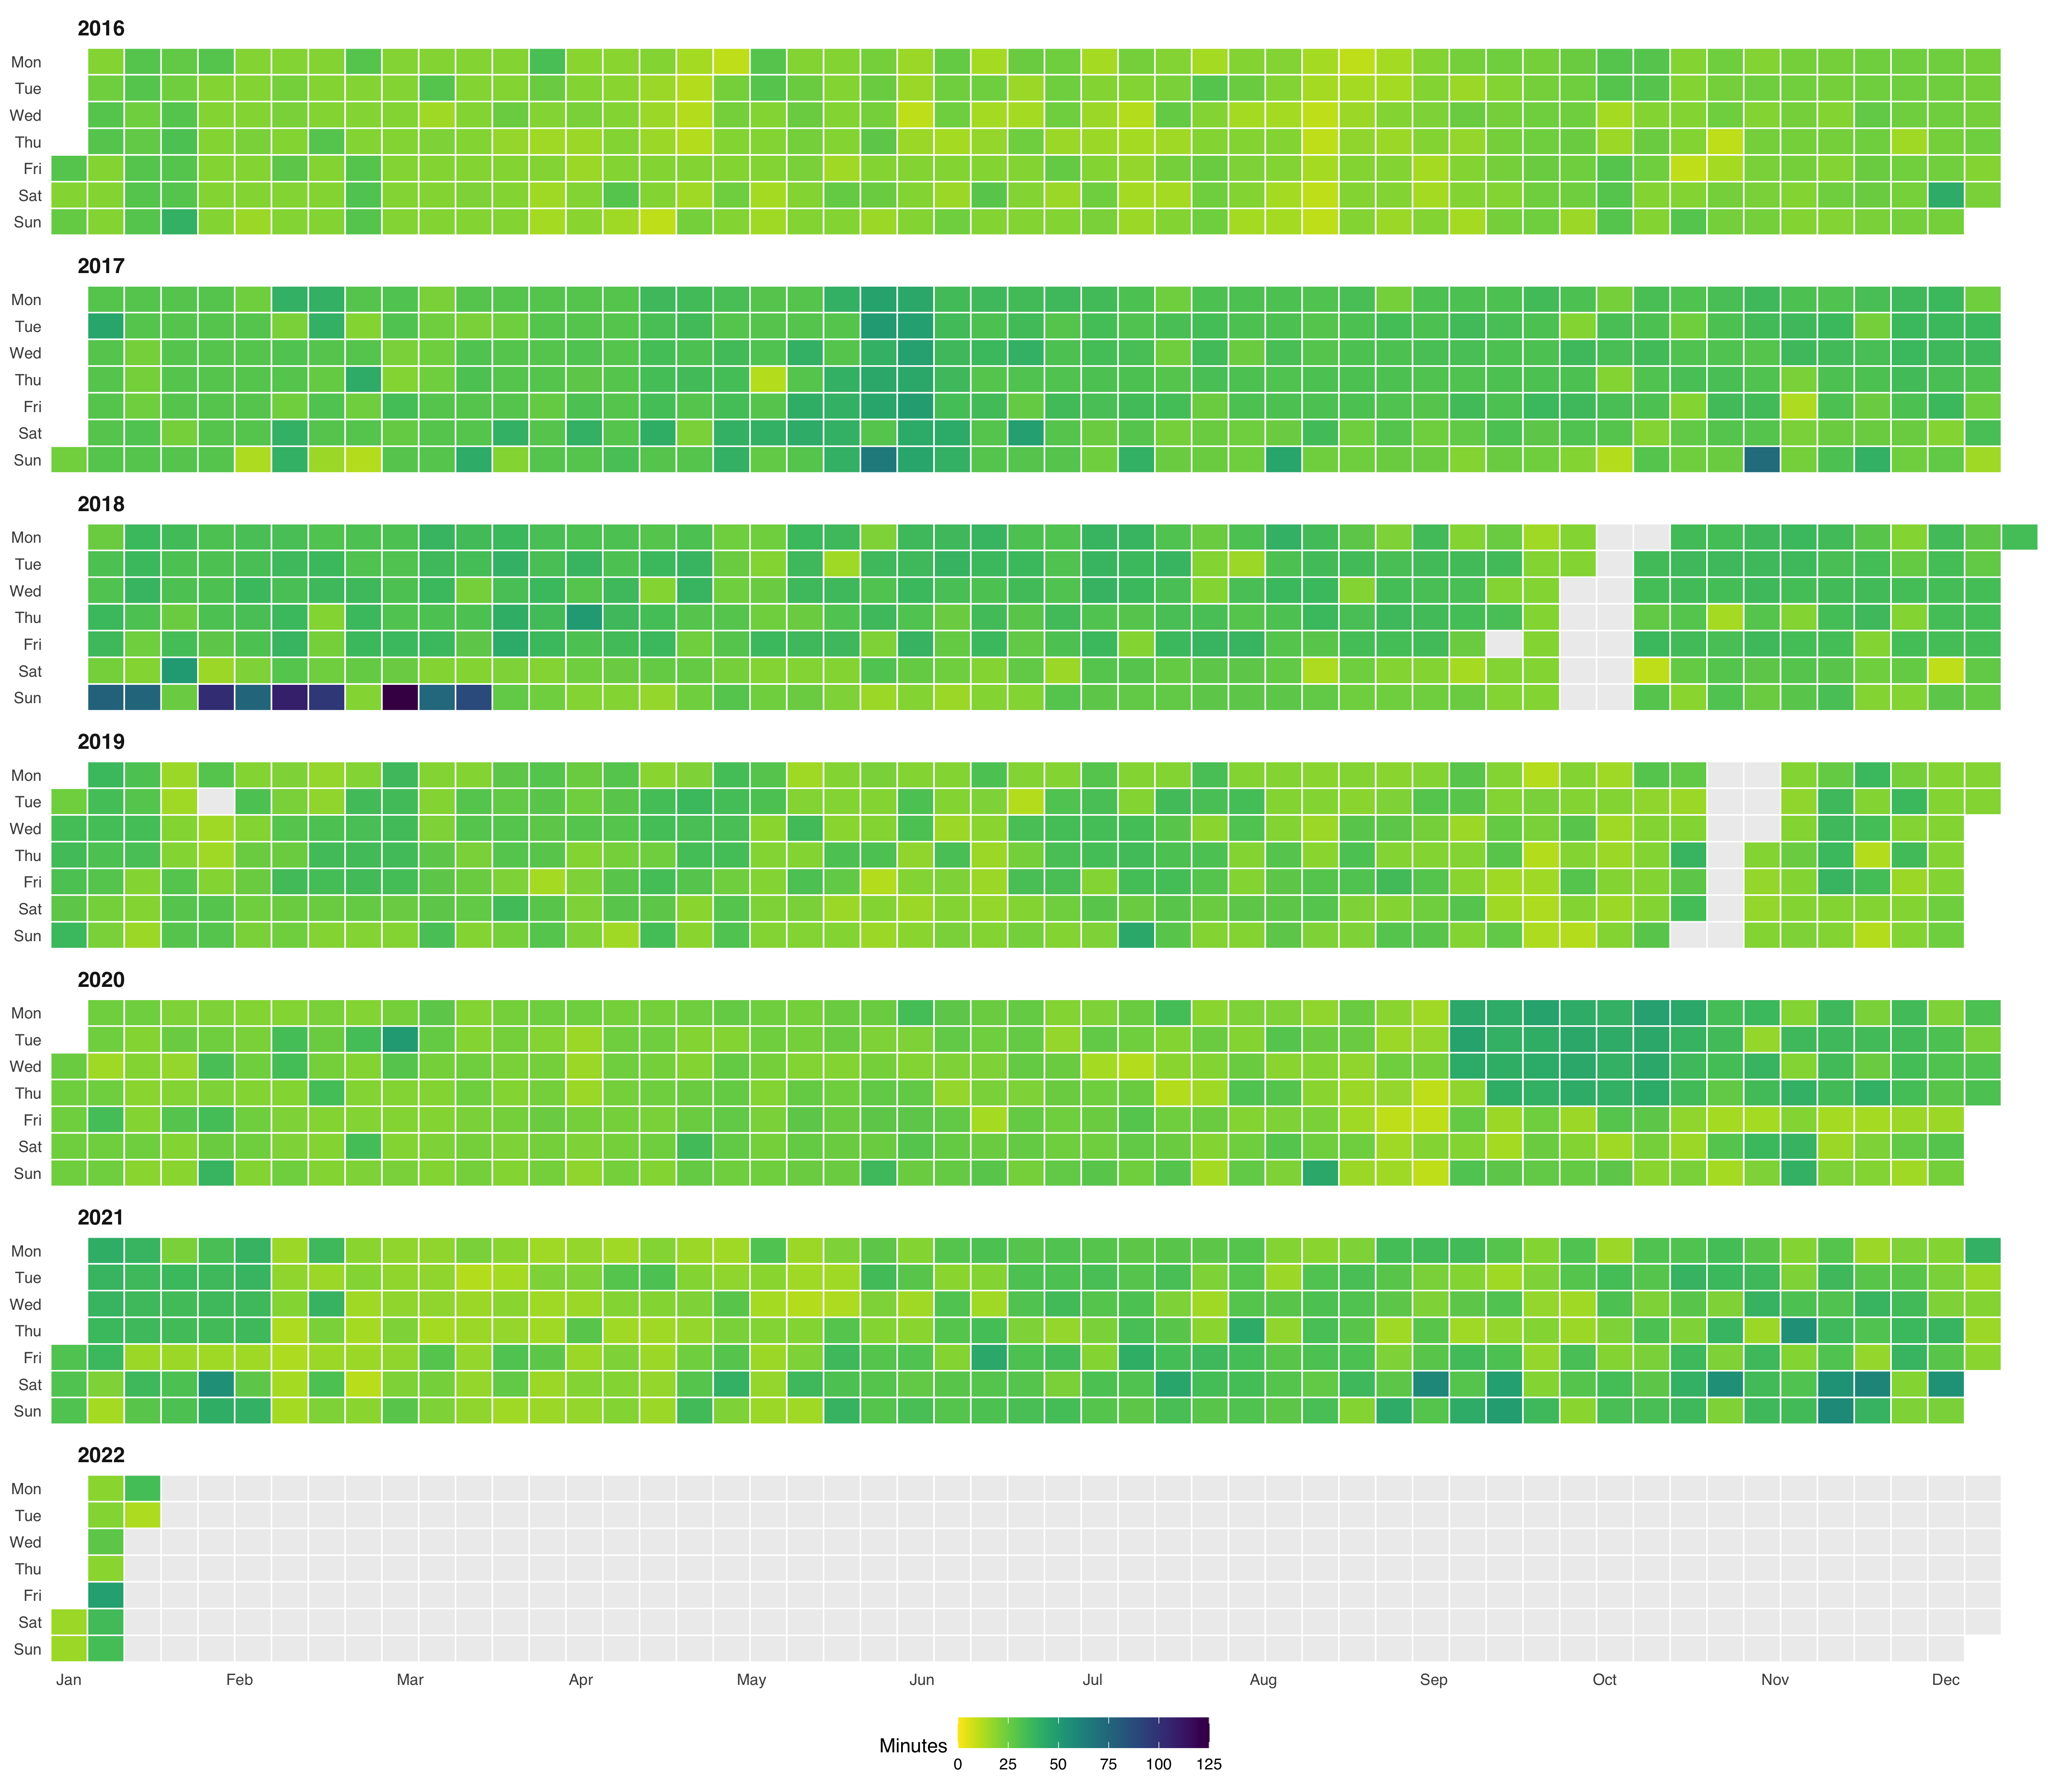 2016
Mon
Tue
Wed
Thu
Fri
Sat
Sun
2017
Mon
Tue
Wed
Thu
Fri
Sat
Sun
2018
Mon
Tue
Wed
Thu
Fri
Sat
Sun
2019
Mon
Tue
Wed
Thu
Fri
Sat
Sun
2020
Mon
Tue
Wed
Thu
Fri
Sat
Sun
2021
Mon
Tue
Wed
Thu
Fri
Sat
Sun
2022
Mon
Tue
Wed
Thu
Fri
Sat
Sun
Jan Feb Mar Apr May Jun Jul Aug Sep Oct Nov Dec
Minutes
0 25 50 75 100 125